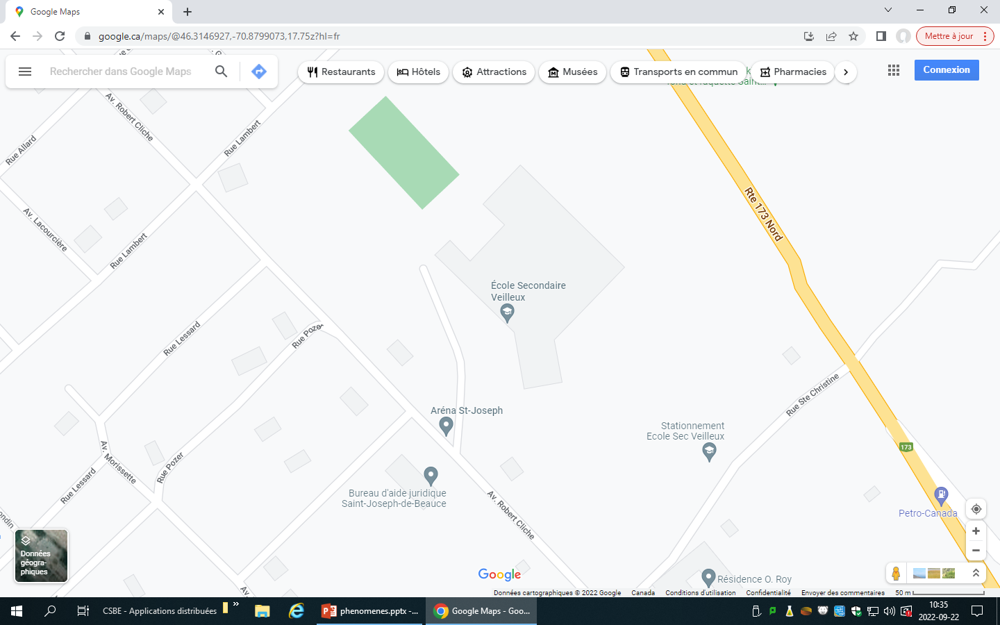 Google Maps
google.ca/maps/@46.3146927,-70.8799073,17.75z?hl=fr
Mettre à jour
Rechercher dans Google Maps
Restaurants
Hôtels
Attractions
Musées
Transports en commun
Pharmacies
Connexion
Av. Robert Cliche
Rue Allard
Rue Lambert
Av. Lacourcière
Rue Lambert
Rte 173 Nord
École Secondaire
Veilleux
Rue Lessard
Rue Pozer
Rue Ste Christine
Aréna St-Joseph
Stationnement
Ecole Sec Veilleux
173
Av. Morissette
Rue Pozer
Rue Lessard
Bureau d'aide juridique
Saint-Joseph-de-Beauce
Av. Robert Cliche
Petro-Canada
Données
géogra-
phiques
Google
Résidence O. Roy
Av.
Données cartographiques © 2022 Google
Canada
Conditions d'utilisation
Confidentialité
Envoyer des commentaires
50 m
CSBE - Applications distribuées
phenomenes.pptx -...
Google Maps - Goo...
10:35
2022-09-22